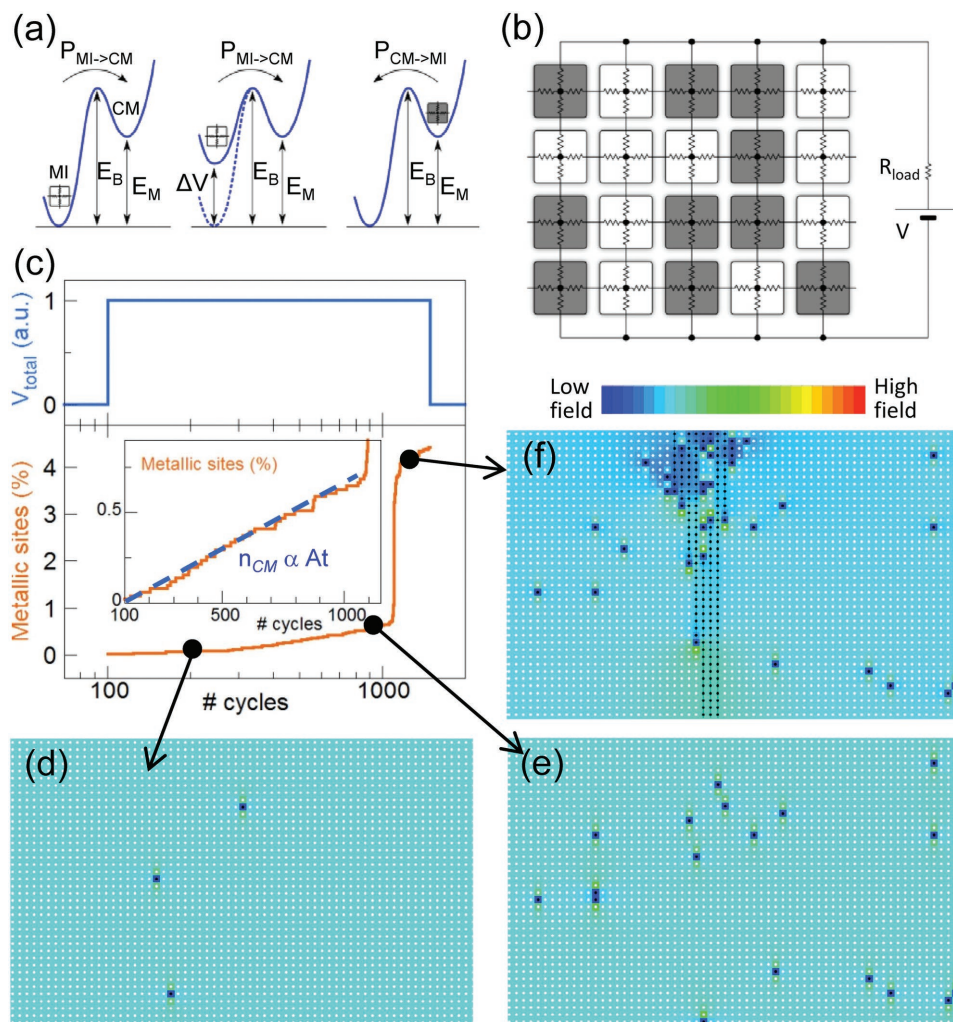 (a)
P_MI->CM
P_MI->CM
P_CM->MI
CM
MI
E_B
E_M
ΔV
E_B
E_M
E_B
E_M
(b)
R_load
V
(c)
V_total (a.u.)
1
0
Metallic sites (%)
4
3
2
1
0
Metallic sites (%)
0.5
0
n_CM α At
100
500
1000
# cycles
100
1000
# cycles
Low field
High field
(f)
(d)
(e)